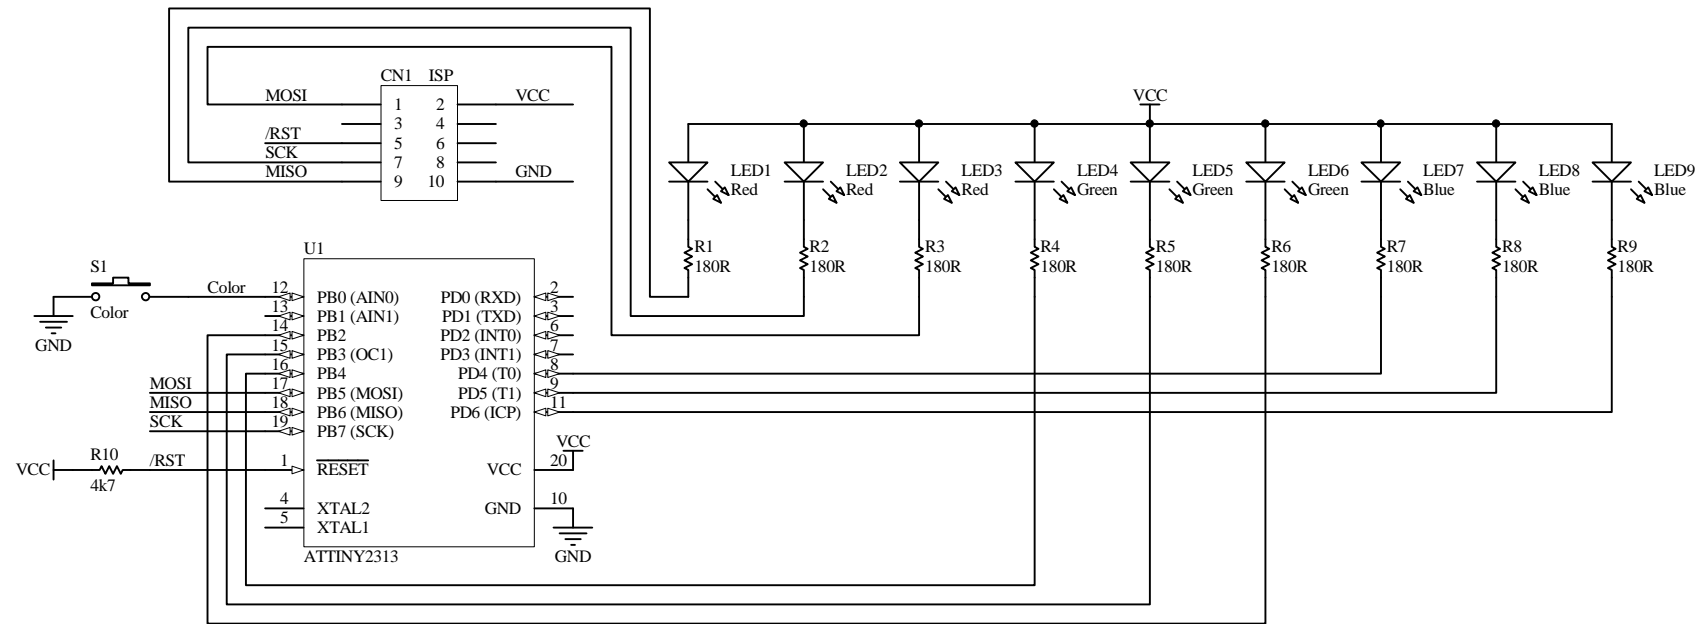 CN1 ISP
MOSI 1 2 VCC
3 4
/RST 5 6
SCK 7 8
MISO 9 10 GND
VCC
LED1 LED2 LED3 LED4 LED5 LED6 LED7 LED8 LED9
Red Red Red Green Green Green Blue Blue Blue
R1 R2 R3 R4 R5 R6 R7 R8 R9
180R 180R 180R 180R 180R 180R 180R 180R 180R
U1
S1
Color
GND
Color 12 PB0 (AIN0) PD0 (RXD) 2
13 PB1 (AIN1) PD1 (TXD) 3
14 PB2 PD2 (INT0) 6
15 PB3 (OC1) PD3 (INT1) 7
16 PB4 PD4 (T0) 8
MOSI 17 PB5 (MOSI) PD5 (T1) 9
MISO 18 PB6 (MISO) PD6 (ICP) 11
SCK 19 PB7 (SCK)
VCC
VCC R10 /RST 1 RESET VCC 20
4k7
4 XTAL2 GND 10
5 XTAL1
GND
ATTINY2313